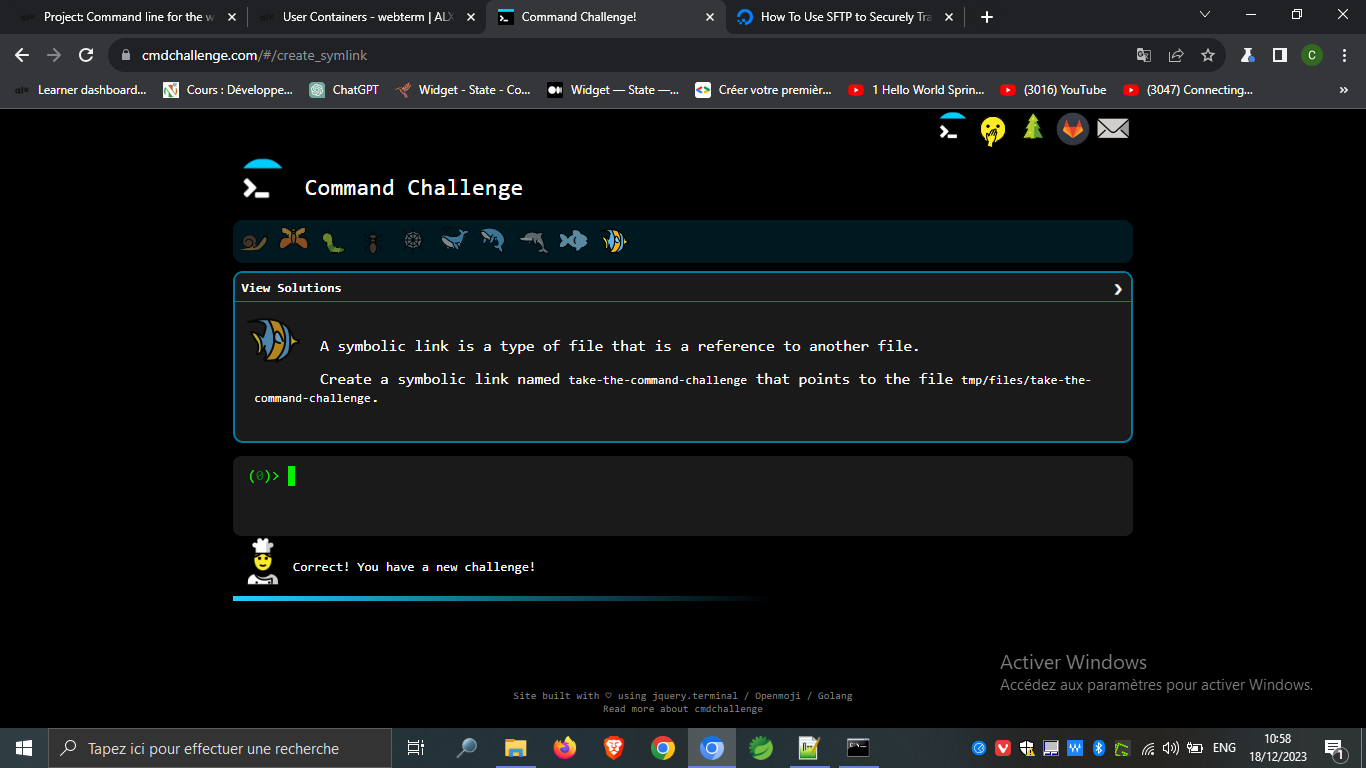 Project: Command line for the w
User Containers - webterm | ALX
Command Challenge!
How To Use SFTP to Securely Tra
cmdchallenge.com/#/create_symlink
C
Learner dashboard...
Cours : Développe...
ChatGPT
Widget - State - Co...
Widget — State —...
Créer votre premièr...
1 Hello World Sprin...
(3016) YouTube
(3047) Connecting...
»
Command Challenge
View Solutions
A symbolic link is a type of file that is a reference to another file.
Create a symbolic link named take-the-command-challenge that points to the file tmp/files/take-the-
command-challenge.
(0)>
Correct! You have a new challenge!
Activer Windows
Accédez aux paramètres pour activer Windows.
Site built with ♡ using jquery.terminal / Openmoji / Golang
Read more about cmdchallenge
Tapez ici pour effectuer une recherche
ENG
10:58
18/12/2023
1